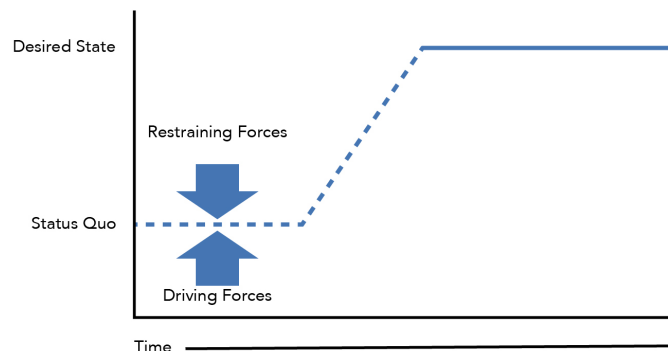 Desired State
Restraining Forces
Status Quo
Driving Forces
Time